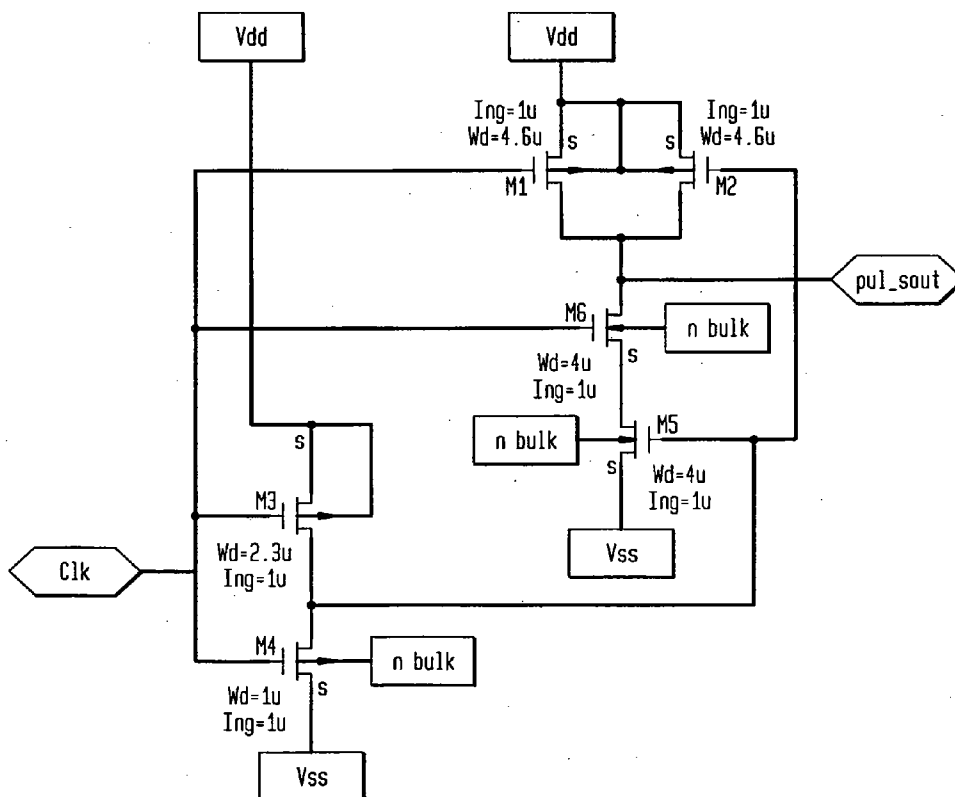 Vdd
Vdd
Ing=1u
Wd=4.6u
Ing=1u
Wd=4.6u
S
S
M1
M2
pul_sout
M6
n bulk
S
Wd=4u
Ing=1u
n bulk
M5
S
S
Wd=4u
Ing=1u
M3
Vss
Clk
Wd=2.3u
Ing=1u
M4
n bulk
S
Wd=1u
Ing=1u
Vss